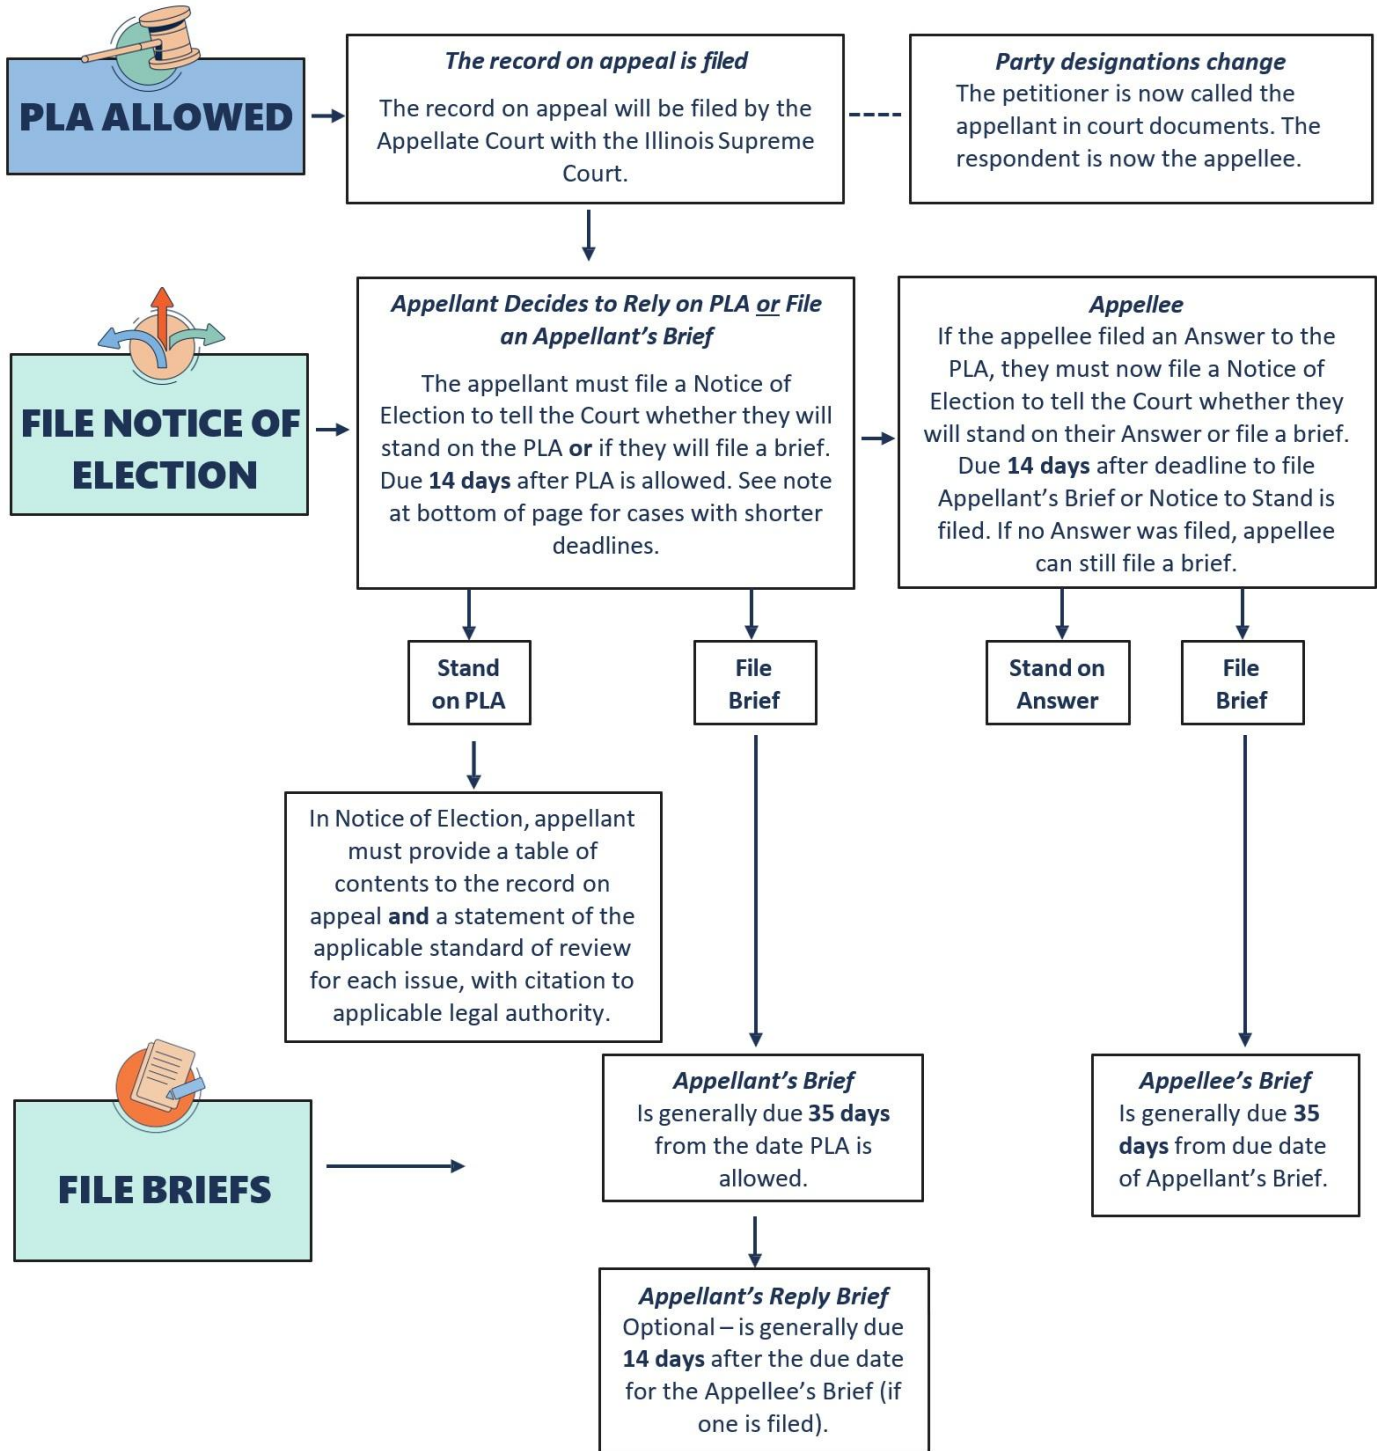 PLA ALLOWED
The record on appeal is filed
The record on appeal will be filed by the
Appellate Court with the Illinois Supreme
Court.
Party designations change
The petitioner is now called the
appellant in court documents. The
respondent is now the appellee.
FILE NOTICE OF
ELECTION
Appellant Decides to Rely on PLA or File
an Appellant’s Brief
The appellant must file a Notice of
Election to tell the Court whether they will
stand on the PLA or if they will file a brief.
Due 14 days after PLA is allowed. See note
at bottom of page for cases with shorter
deadlines.
Appellee
If the appellee filed an Answer to the
PLA, they must now file a Notice of
Election to tell the Court whether they
will stand on their Answer or file a brief.
Due 14 days after deadline to file
Appellant’s Brief or Notice to Stand is
filed. If no Answer was filed, appellee
can still file a brief.
Stand
on PLA
File
Brief
Stand on
Answer
File
Brief
In Notice of Election, appellant
must provide a table of
contents to the record on
appeal and a statement of the
applicable standard of review
for each issue, with citation to
applicable legal authority.
FILE BRIEFS
Appellant’s Brief
Is generally due 35 days
from the date PLA is
allowed.
Appellee’s Brief
Is generally due 35
days from due date
of Appellant’s Brief.
Appellant’s Reply Brief
Optional – is generally due
14 days after the due date
for the Appellee’s Brief (if
one is filed).